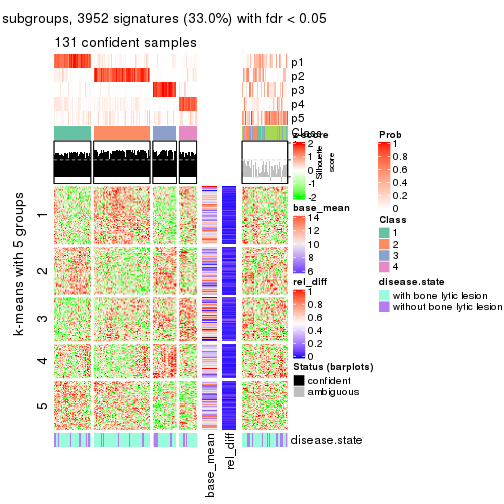 subgroups, 3952 signatures (33.0%) with fdr < 0.05
131 confident samples
p1
p2
p3
p4
p5
Class
Silhouette
score
k-means with 5 groups
1
2
3
4
5
base_mean
rel_diff
disease.state
z-score
2
1
0
-1
-2
base_mean
14
12
10
8
6
rel_diff
1
0.8
0.6
0.4
0.2
0
Status (barplots)
confident
ambiguous
Prob
1
0.8
0.6
0.4
0.2
0
Class
1
2
3
4
disease.state
with bone lytic lesion
without bone lytic lesion